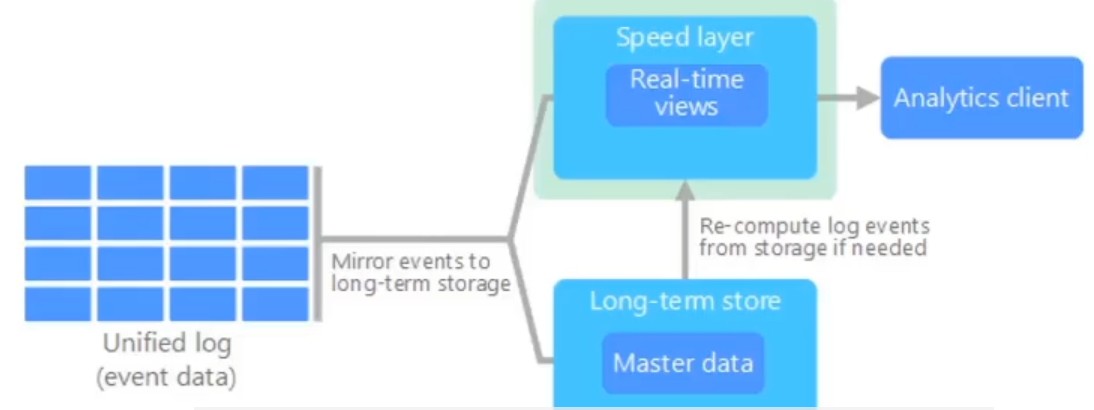 Speed layer
Real-time
views
Analytics client
Mirror events to
long-term storage
Unified log
(event data)
Re-compute log events
from storage if needed
Long-term store
Master data